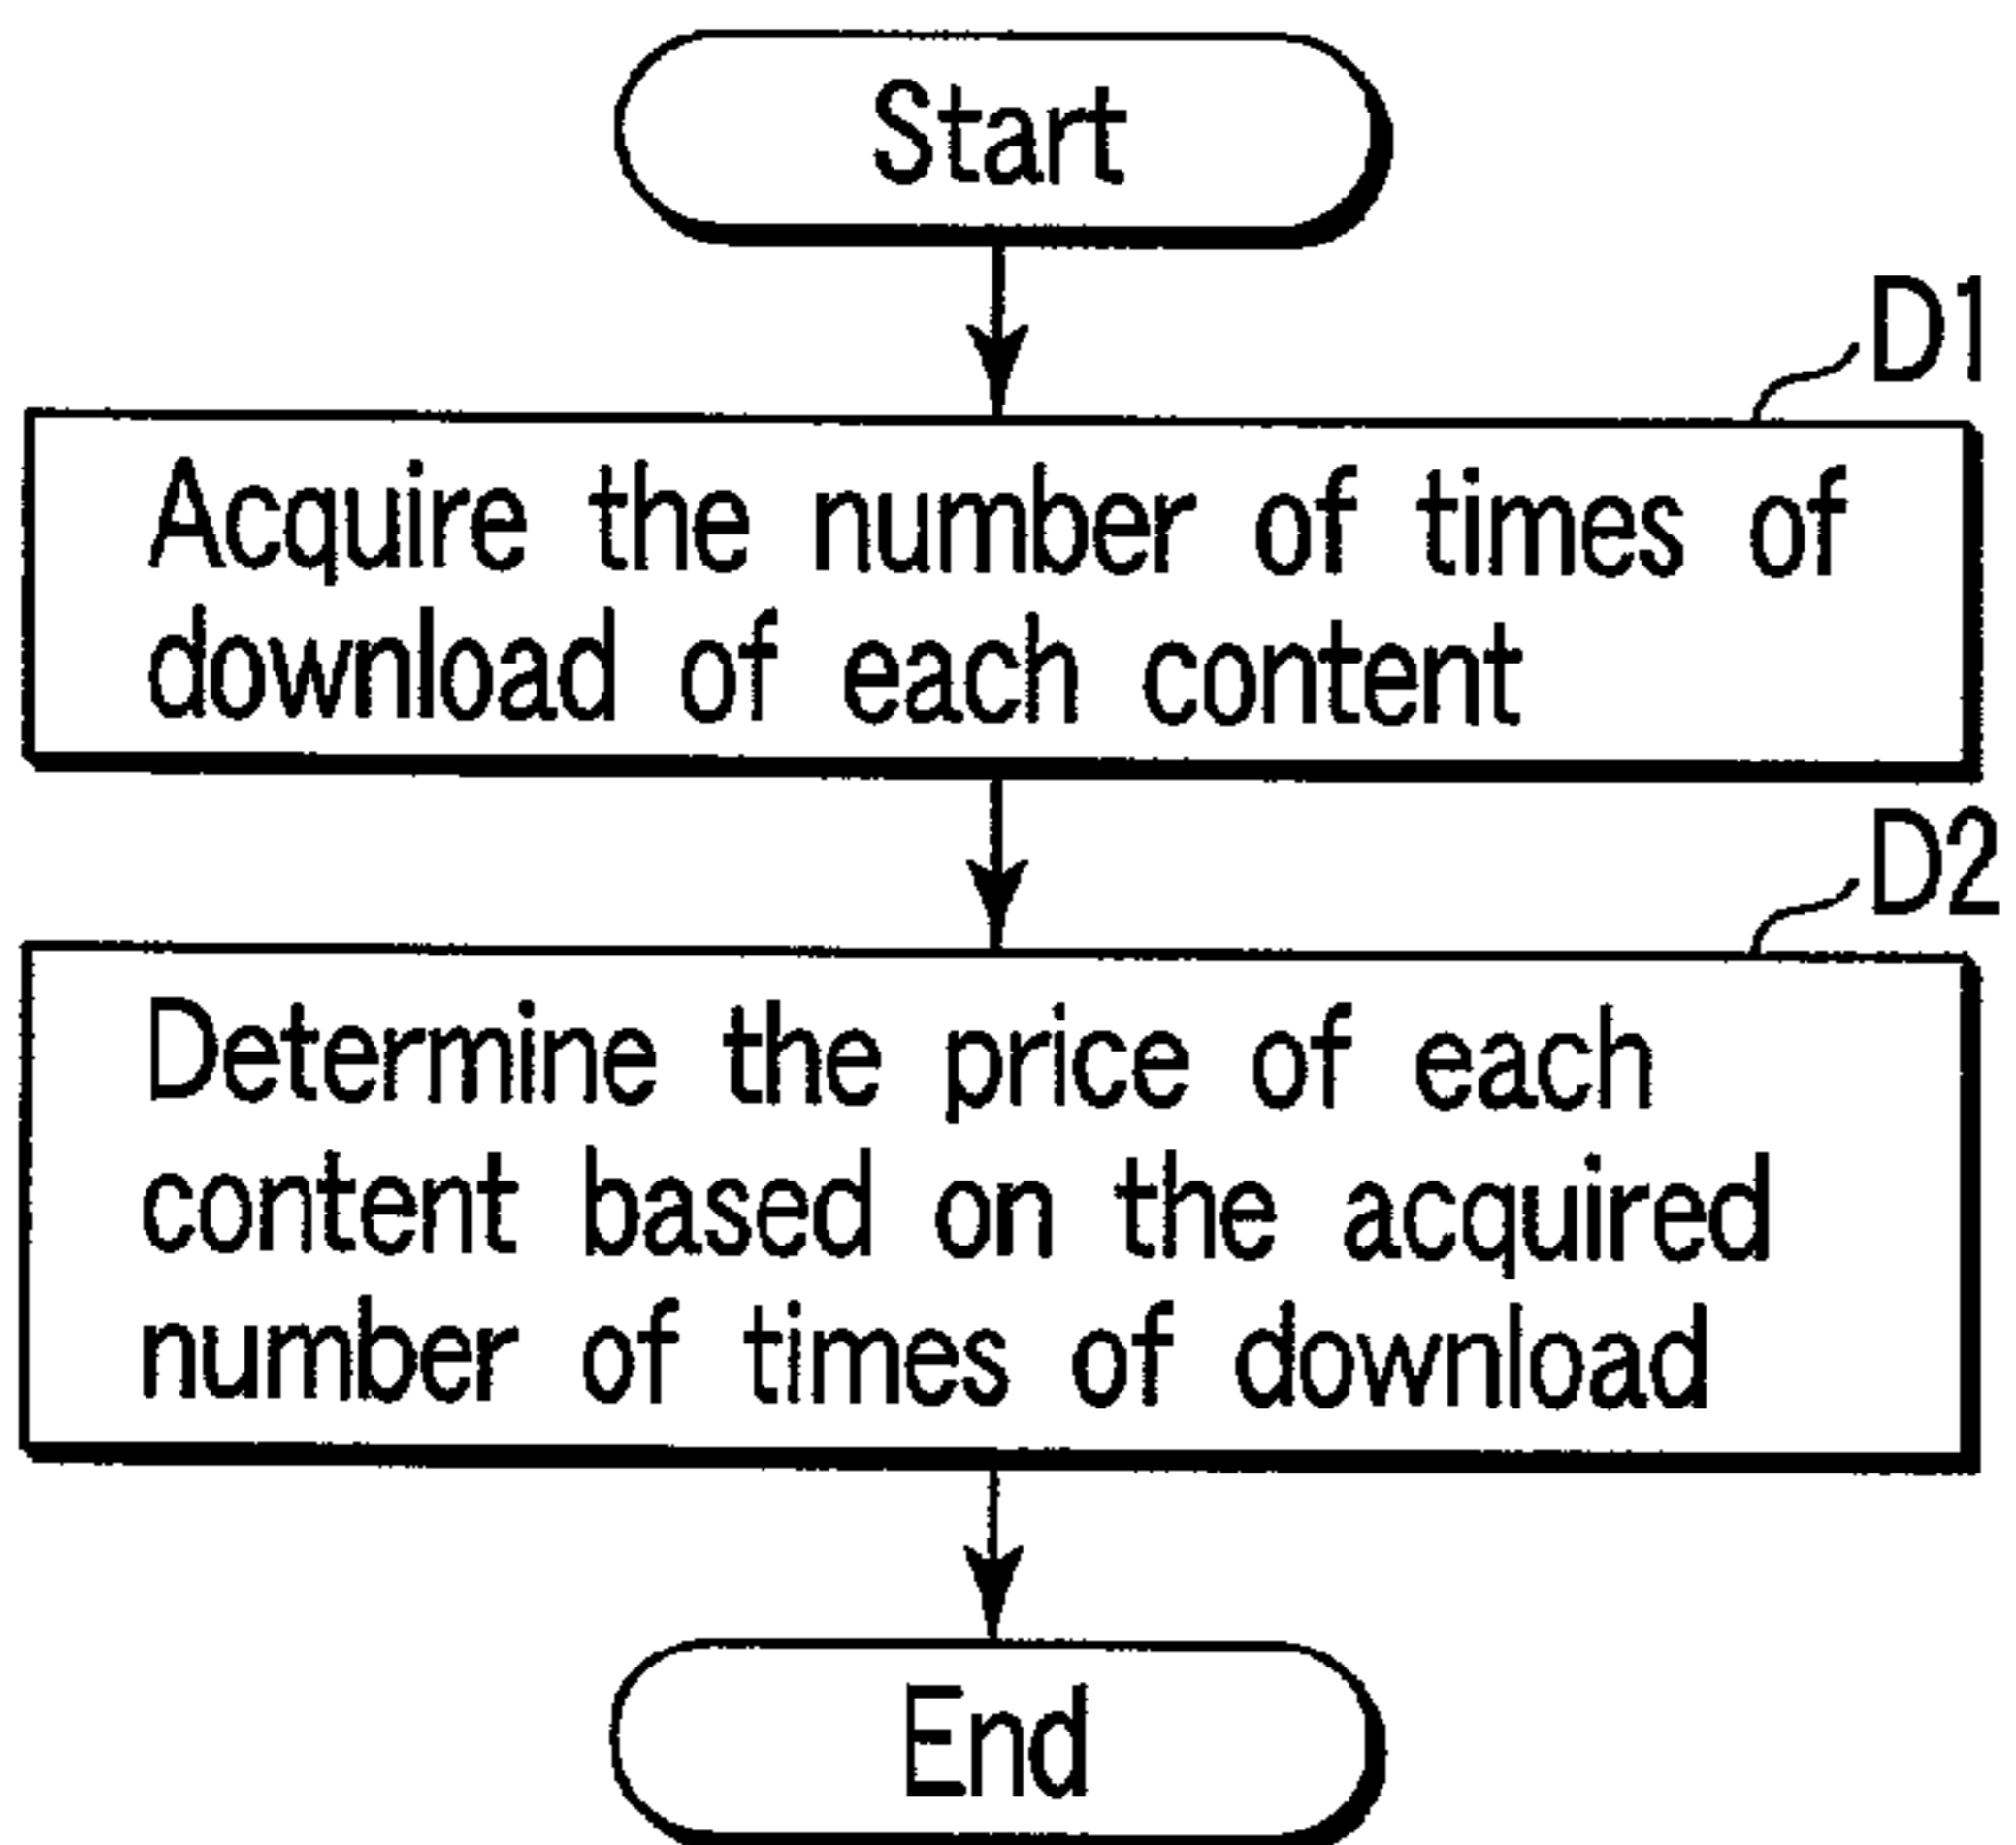 Start
D1
Acquire the number of times of
download of each content
D2
Determine the price of each
content based on the acquired
number of times of download
End